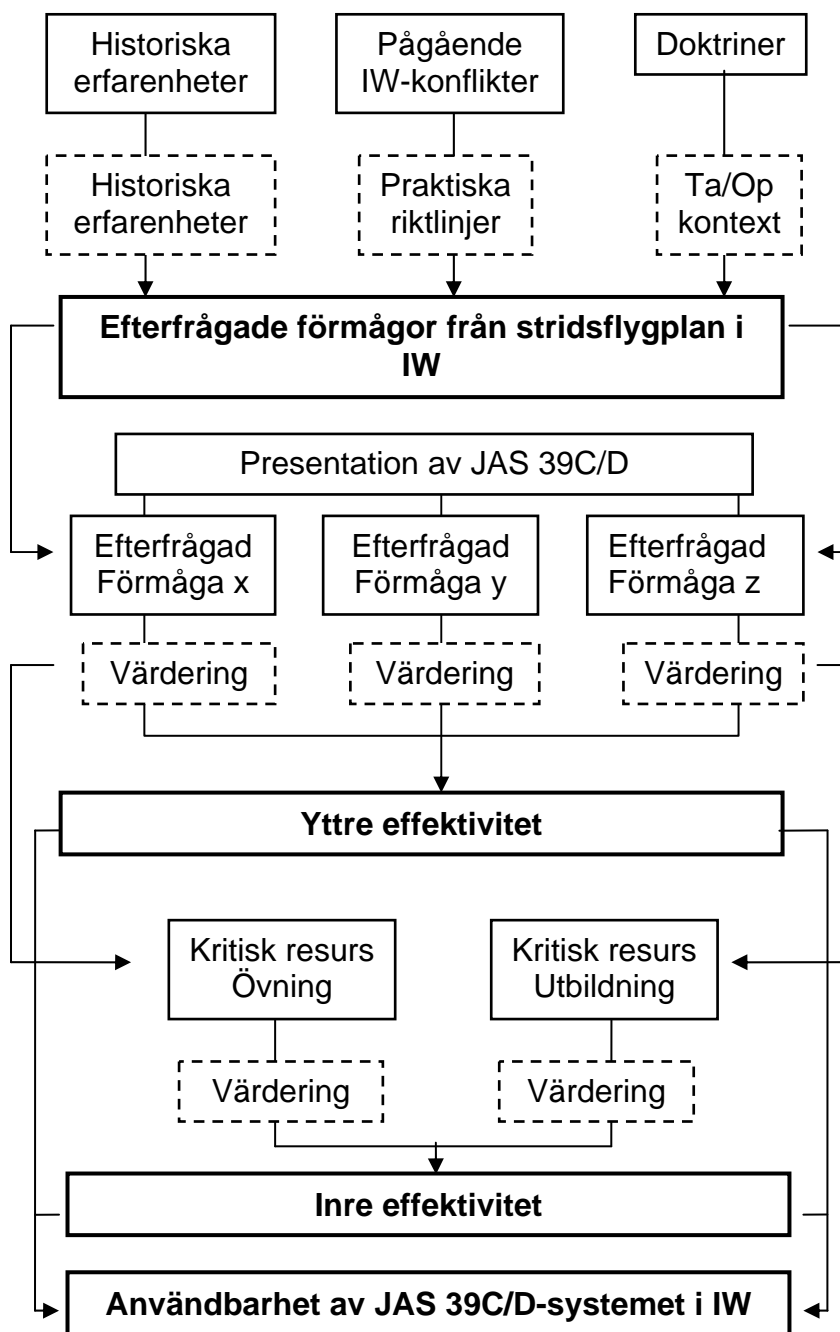 Historiska
erfarenheter
Pågående
IW-konflikter
Doktriner
Historiska
erfarenheter
Praktiska
riktlinjer
Ta/Op
kontext
Efterfrågade förmågor från stridsflygplan i
IW
Presentation av JAS 39C/D
Efterfrågad
Förmåga x
Efterfrågad
Förmåga y
Efterfrågad
Förmåga z
Värdering
Värdering
Värdering
Yttre effektivitet
Kritisk resurs
Övning
Kritisk resurs
Utbildning
Värdering
Värdering
Inre effektivitet
Användbarhet av JAS 39C/D-systemet i IW